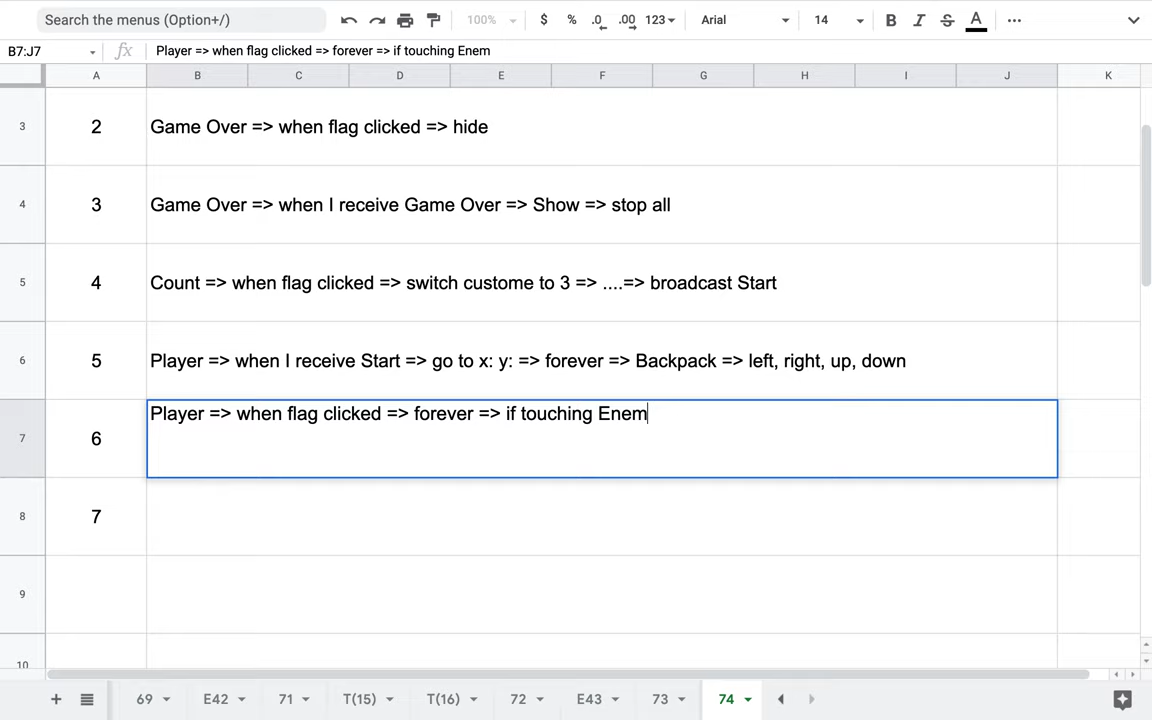 Search the menus (Option+/)
100%
$ % .0 .00 123
Arial
14
B I S A
B7:J7
fx
Player => when flag clicked => forever => if touching Enem
A B C D E F G H I J K
3 2 Game Over => when flag clicked => hide
4 3 Game Over => when I receive Game Over => Show => stop all
5 4 Count => when flag clicked => switch custome to 3 => ....=> broadcast Start
6 5 Player => when I receive Start => go to x: y: => forever => Backpack => left, right, up, down
Player => when flag clicked => forever => if touching Enem
7 6
8 7
9
10
69 E42 71 T(15) T(16) 72 E43 73 74